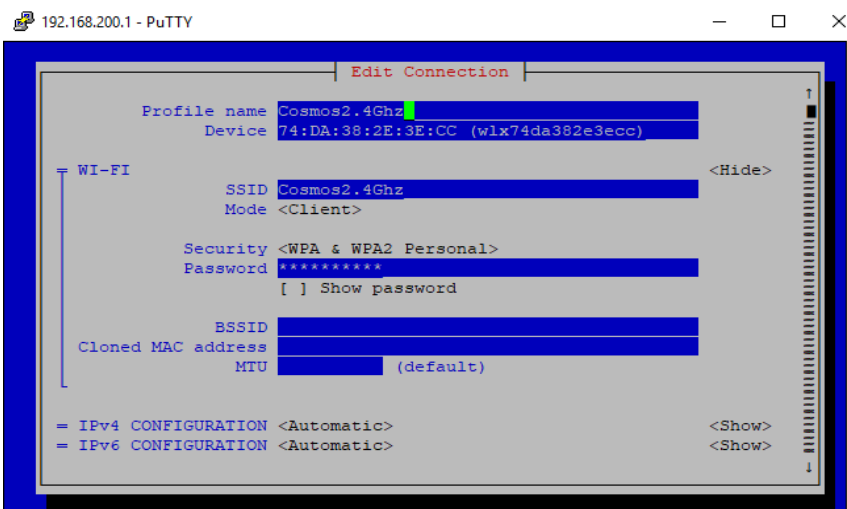 192.168.200.1 - PuTTY
Edit Connection
Profile name Cosmos2.4Ghz
Device 74:DA:38:2E:3E:CC (wlx74da382e3ecc)
WI-FI <Hide>
SSID Cosmos2.4Ghz
Mode <Client>
Security <WPA & WPA2 Personal>
Password **********
[ ] Show password
BSSID
Cloned MAC address
MTU (default)
= IPv4 CONFIGURATION <Automatic> <Show>
= IPv6 CONFIGURATION <Automatic> <Show>